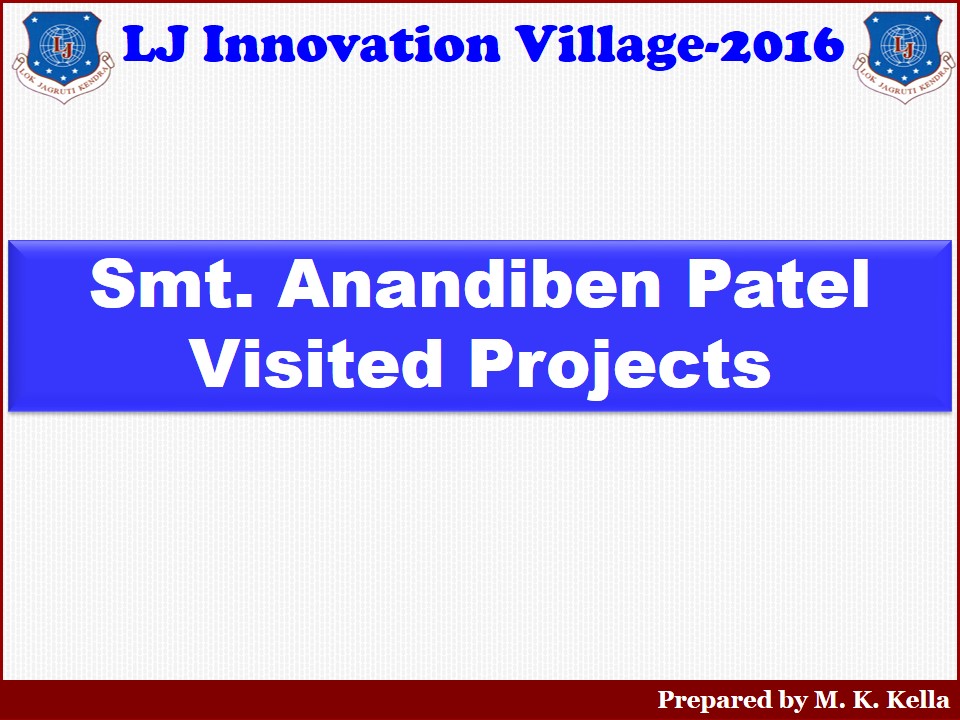 LJ Innovation Village-2016
LJ
LOK JAGRUTI KENDRA
LJ
LOK JAGRUTI KENDRA
Smt. Anandiben Patel
Visited Projects
Prepared by M. K. Kella